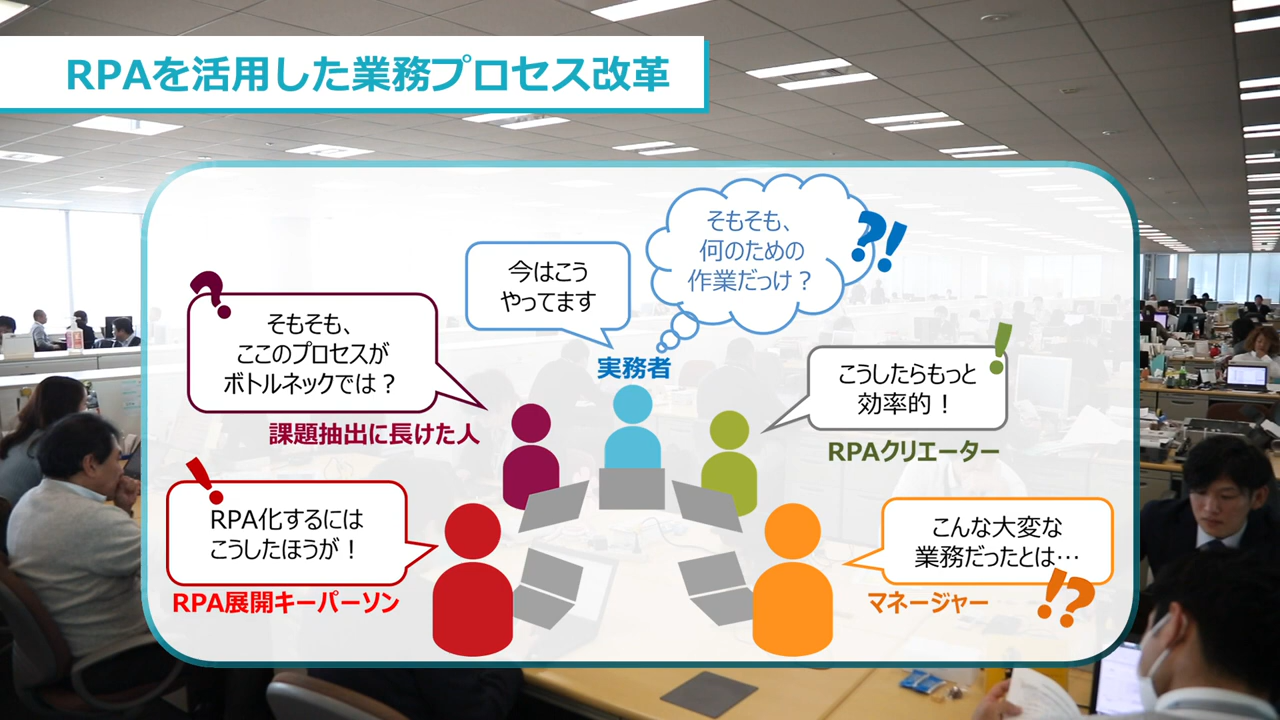 RPAを活用した業務プロセス改革
そもそも、
何のための
作業だっけ？
?!
今はこう
やってます
実務者
?
そもそも、
ここのプロセスが
ボトルネックでは？
課題抽出に長けた人
!
こうしたらもっと
効率的！
RPAクリエーター
!
RPA化するには
こうしたほうが！
RPA展開キーパーソン
こんな大変な
業務だったとは…
!?
マネージャー